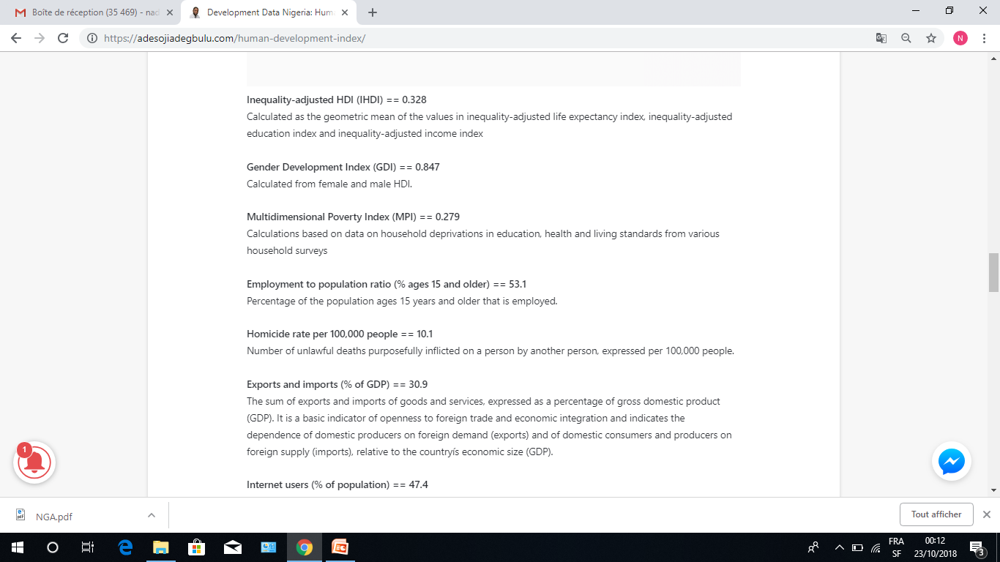 Boîte de réception (35 469) - nad
Development Data Nigeria: Hum
https://adesojiadegbulu.com/human-development-index/
N
Inequality-adjusted HDI (IHDI) == 0.328
Calculated as the geometric mean of the values in inequality-adjusted life expectancy index, inequality-adjusted
education index and inequality-adjusted income index
Gender Development Index (GDI) == 0.847
Calculated from female and male HDI.
Multidimensional Poverty Index (MPI) == 0.279
Calculations based on data on household deprivations in education, health and living standards from various
household surveys
Employment to population ratio (% ages 15 and older) == 53.1
Percentage of the population ages 15 years and older that is employed.
Homicide rate per 100,000 people == 10.1
Number of unlawful deaths purposefully inflicted on a person by another person, expressed per 100,000 people.
Exports and imports (% of GDP) == 30.9
The sum of exports and imports of goods and services, expressed as a percentage of gross domestic product
(GDP). It is a basic indicator of openness to foreign trade and economic integration and indicates the
dependence of domestic producers on foreign demand (exports) and of domestic consumers and producers on
foreign supply (imports), relative to the countryís economic size (GDP).
Internet users (% of population) == 47.4
1
NGA.pdf
Tout afficher
FRA
SF
00:12
23/10/2018
3